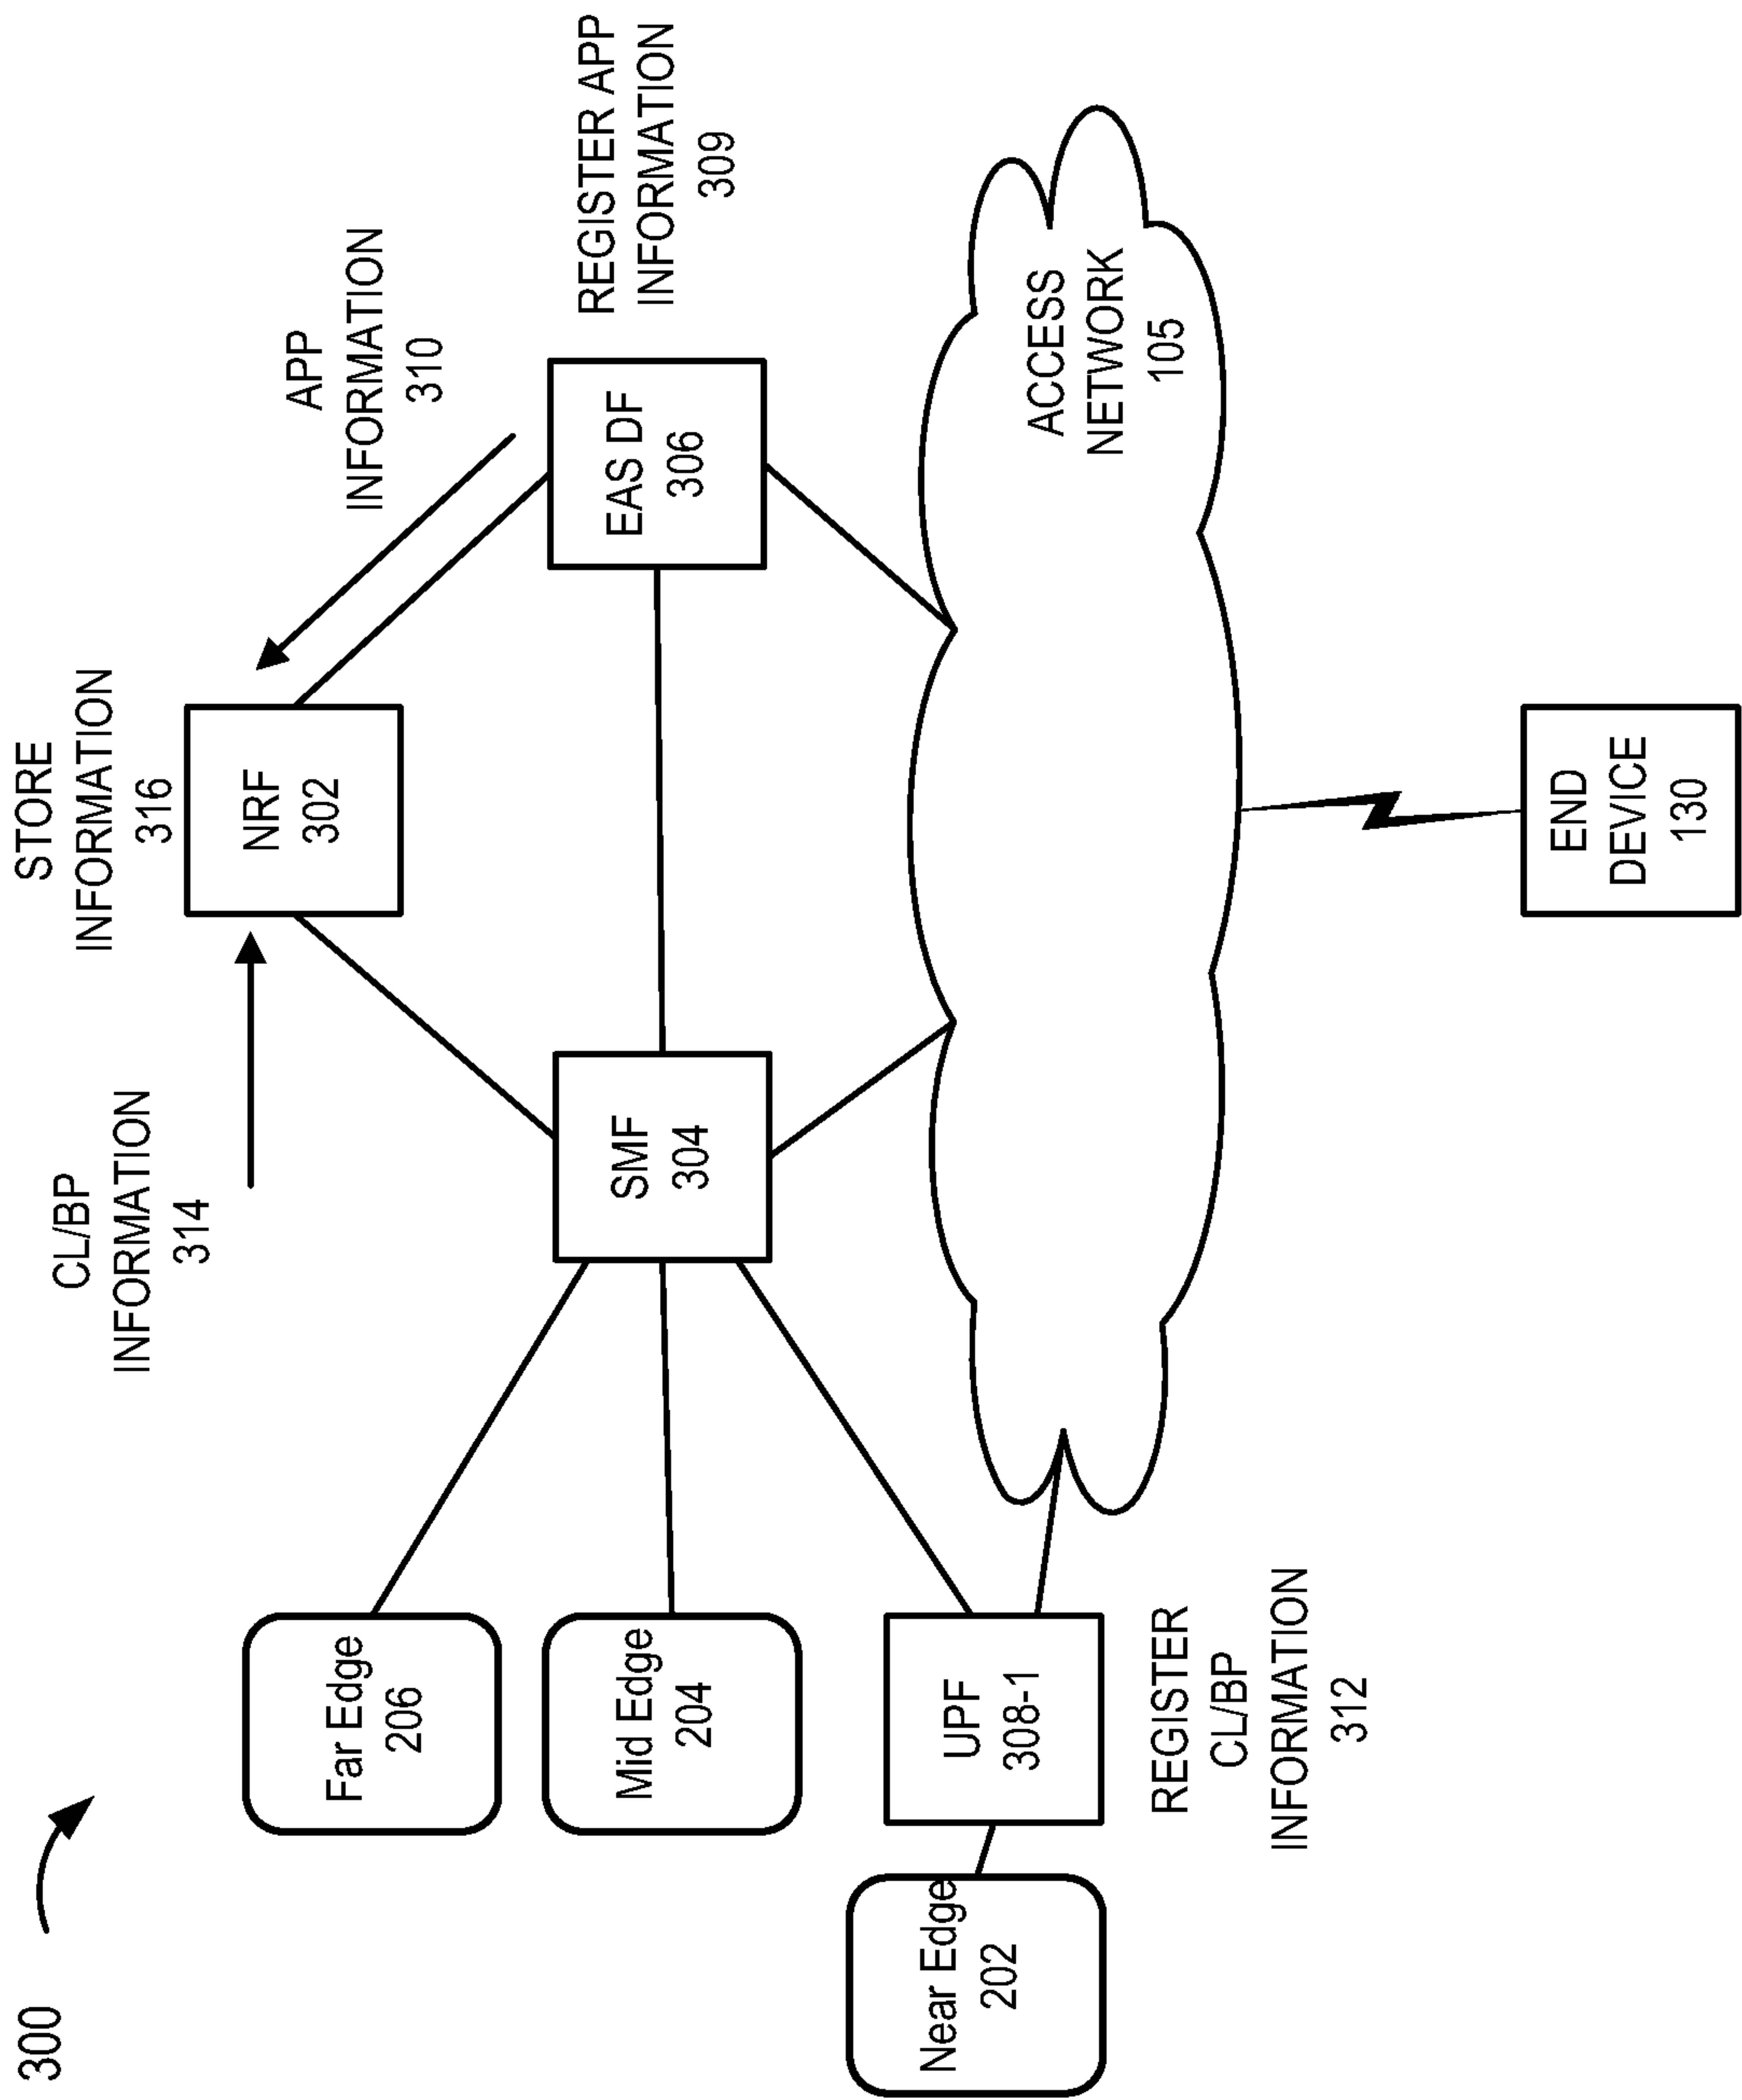 300
CL/BP
INFORMATION
314
STORE
INFORMATION
316
NRF
302
APP
INFORMATION
310
Far Edge
206
Mid Edge
204
SMF
304
EAS DF
306
REGISTER APP
INFORMATION
309
Near Edge
202
UPF
308-1
REGISTER
CL/BP
INFORMATION
312
ACCESS
NETWORK
105
END
DEVICE
130